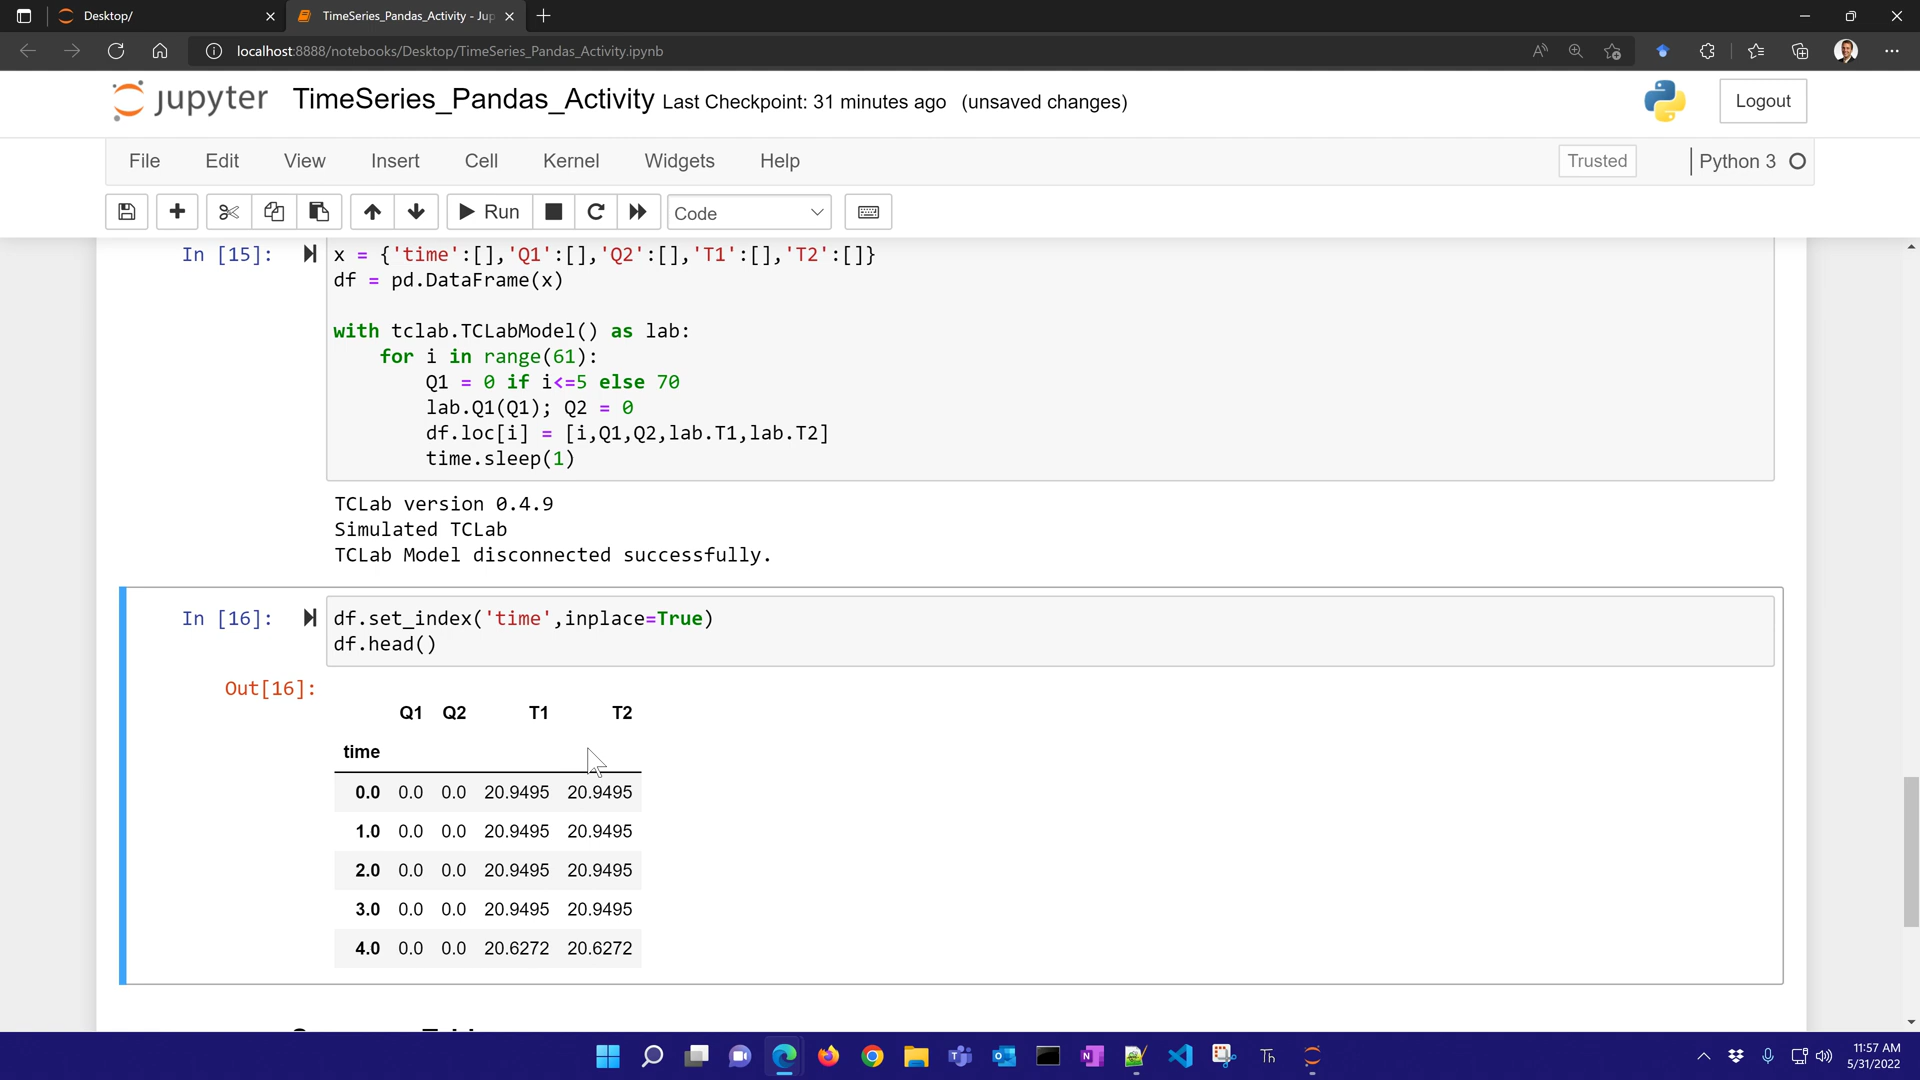 Desktop/
TimeSeries_Pandas_Activity - Jup
localhost:8888/notebooks/Desktop/TimeSeries_Pandas_Activity.ipynb
jupyter TimeSeries_Pandas_Activity Last Checkpoint: 31 minutes ago (unsaved changes)
Logout
File Edit View Insert Cell Kernel Widgets Help
Trusted
Python 3
Run
Code
In [15]:
x = {'time':[],'Q1':[],'Q2':[],'T1':[],'T2':[]}
df = pd.DataFrame(x)
with tclab.TCLabModel() as lab:
for i in range(61):
Q1 = 0 if i<=5 else 70
lab.Q1(Q1); Q2 = 0
df.loc[i] = [i,Q1,Q2,lab.T1,lab.T2]
time.sleep(1)
TCLab version 0.4.9
Simulated TCLab
TCLab Model disconnected successfully.
In [16]:
df.set_index('time',inplace=True)
df.head()
Out[16]:
Q1 Q2 T1 T2
time
0.0 0.0 0.0 20.9495 20.9495
1.0 0.0 0.0 20.9495 20.9495
2.0 0.0 0.0 20.9495 20.9495
3.0 0.0 0.0 20.9495 20.9495
4.0 0.0 0.0 20.6272 20.6272
Th
11:57 AM
5/31/2022